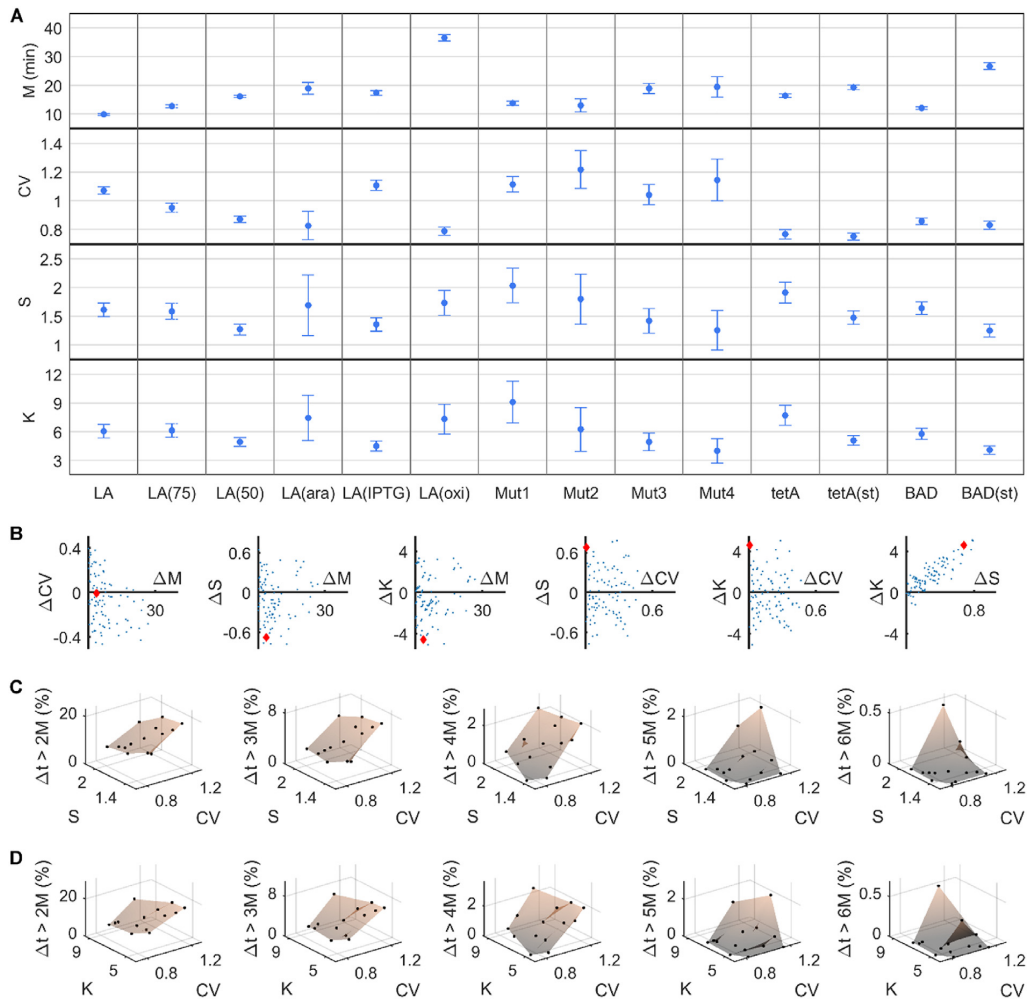 A
M (min)
40
30
20
10
CV
1.4
1.2
1
0.8
S
2.5
2
1.5
1
K
12
9
6
3
LA LA(75) LA(50) LA(ara) LA(IPTG) LA(oxi) Mut1 Mut2 Mut3 Mut4 tetA tetA(st) BAD BAD(st)
B
ΔCV 0.4 0 -0.4 ΔM 30
ΔS 0.6 0 -0.6 ΔM 30
ΔK 4 0 -4 ΔM 30
ΔS 0.6 0 -0.6 ΔCV 0.6
ΔK 4 0 -4 ΔCV 0.6
ΔK 4 0 -4 ΔS 0.8
C
Δt > 2M (%) 20 0 2 1.4 S 0.8 1.2 CV
Δt > 3M (%) 8 0 2 1.4 S 0.8 1.2 CV
Δt > 4M (%) 2 0 2 1.4 S 0.8 1.2 CV
Δt > 5M (%) 2 0 2 1.4 S 0.8 1.2 CV
Δt > 6M (%) 0.5 0 2 1.4 S 0.8 1.2 CV
D
Δt > 2M (%) 20 0 9 5 K 0.8 1.2 CV
Δt > 3M (%) 8 0 9 5 K 0.8 1.2 CV
Δt > 4M (%) 2 0 9 5 K 0.8 1.2 CV
Δt > 5M (%) 2 0 9 5 K 0.8 1.2 CV
Δt > 6M (%) 0.5 0 9 5 K 0.8 1.2 CV